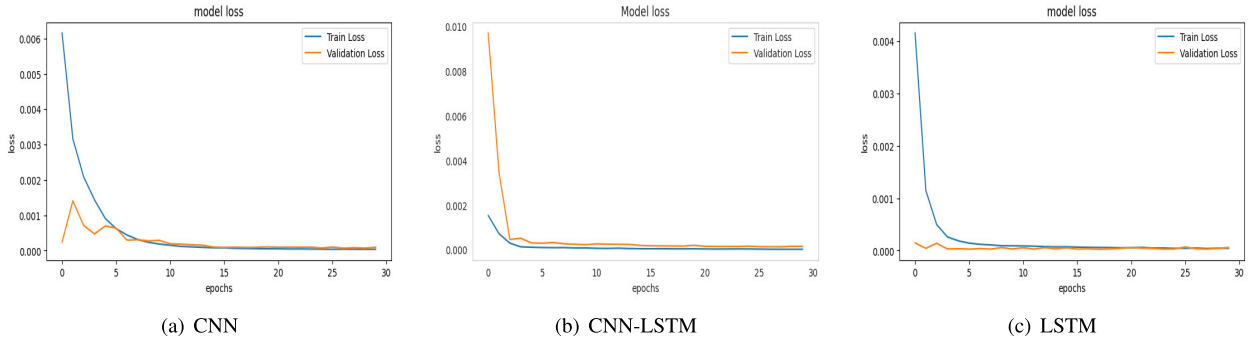 model loss
Train Loss
Validation Loss
0.006
0.005
0.004
0.003
0.002
0.001
0.000
loss
0 5 10 15 20 25 30
epochs
(a) CNN
Model loss
Train Loss
Validation Loss
0.010
0.008
0.006
0.004
0.002
0.000
loss
0 5 10 15 20 25 30
epochs
(b) CNN-LSTM
model loss
Train Loss
Validation Loss
0.004
0.003
0.002
0.001
0.000
loss
0 5 10 15 20 25 30
epochs
(c) LSTM